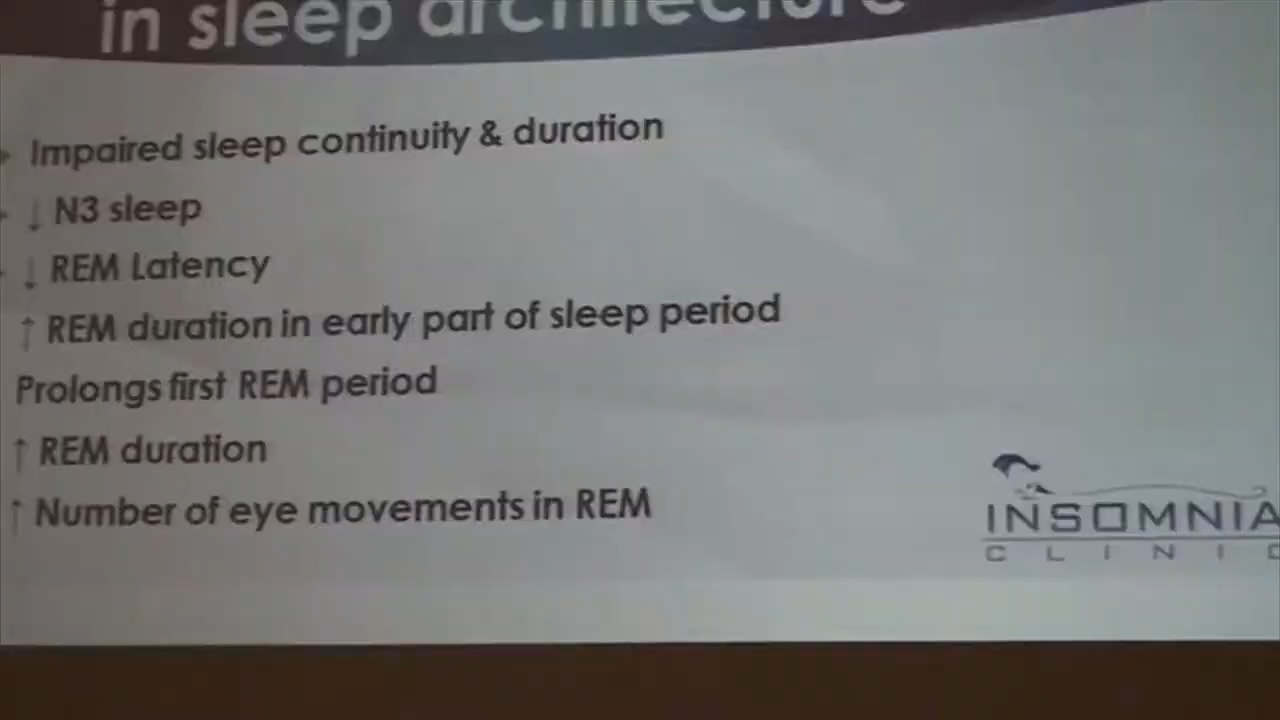 in sleep architecture
Impaired sleep continuity & duration
↓ N3 sleep
↓ REM Latency
↑ REM duration in early part of sleep period
Prolongs first REM period
↑ REM duration
↑ Number of eye movements in REM
INSOMNIA
CLINIC